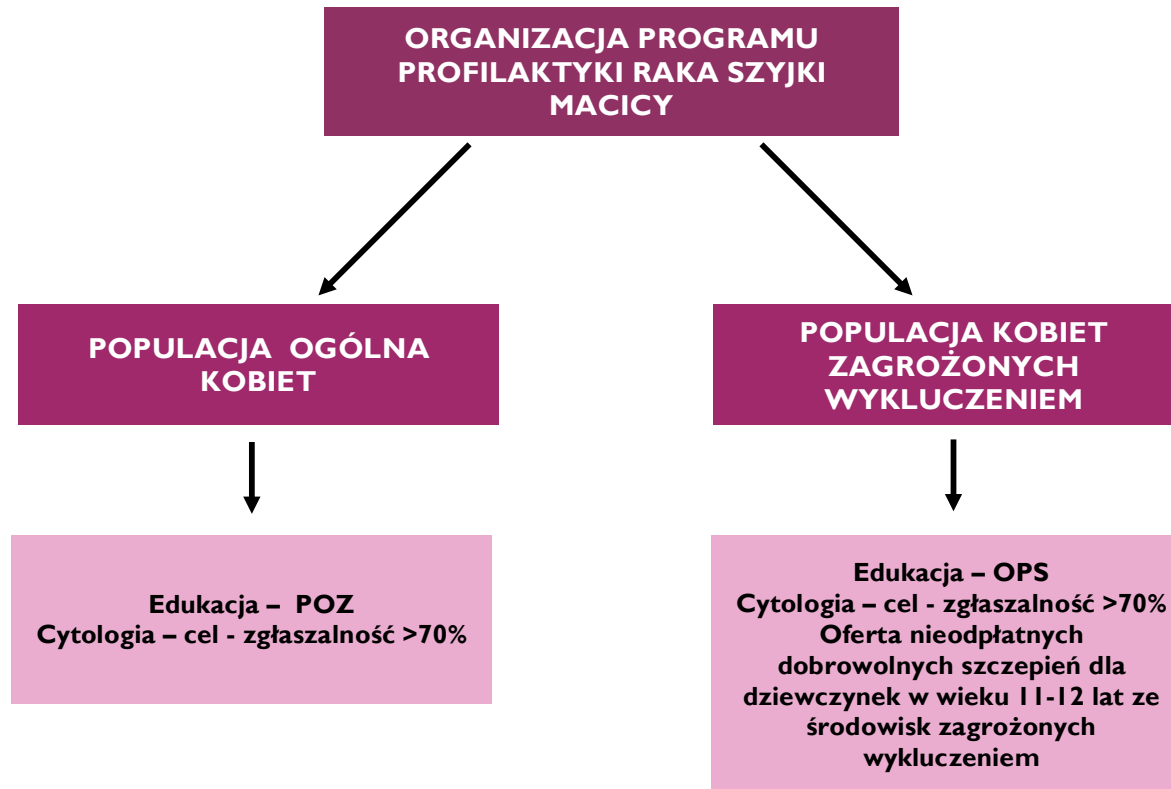 ORGANIZACJA PROGRAMU
PROFILAKTYKI RAKA SZYJKI
MACICY
POPULACJA OGÓLNA
KOBIET
POPULACJA KOBIET
ZAGROŻONYCH
WYKLUCZENIEM
Edukacja – POZ
Cytologia – cel - zgłaszalność >70%
Edukacja – OPS
Cytologia – cel - zgłaszalność >70%
Oferta nieodpłatnych
dobrowolnych szczepień dla
dziewczynek w wieku 11-12 lat ze
środowisk zagrożonych
wykluczeniem